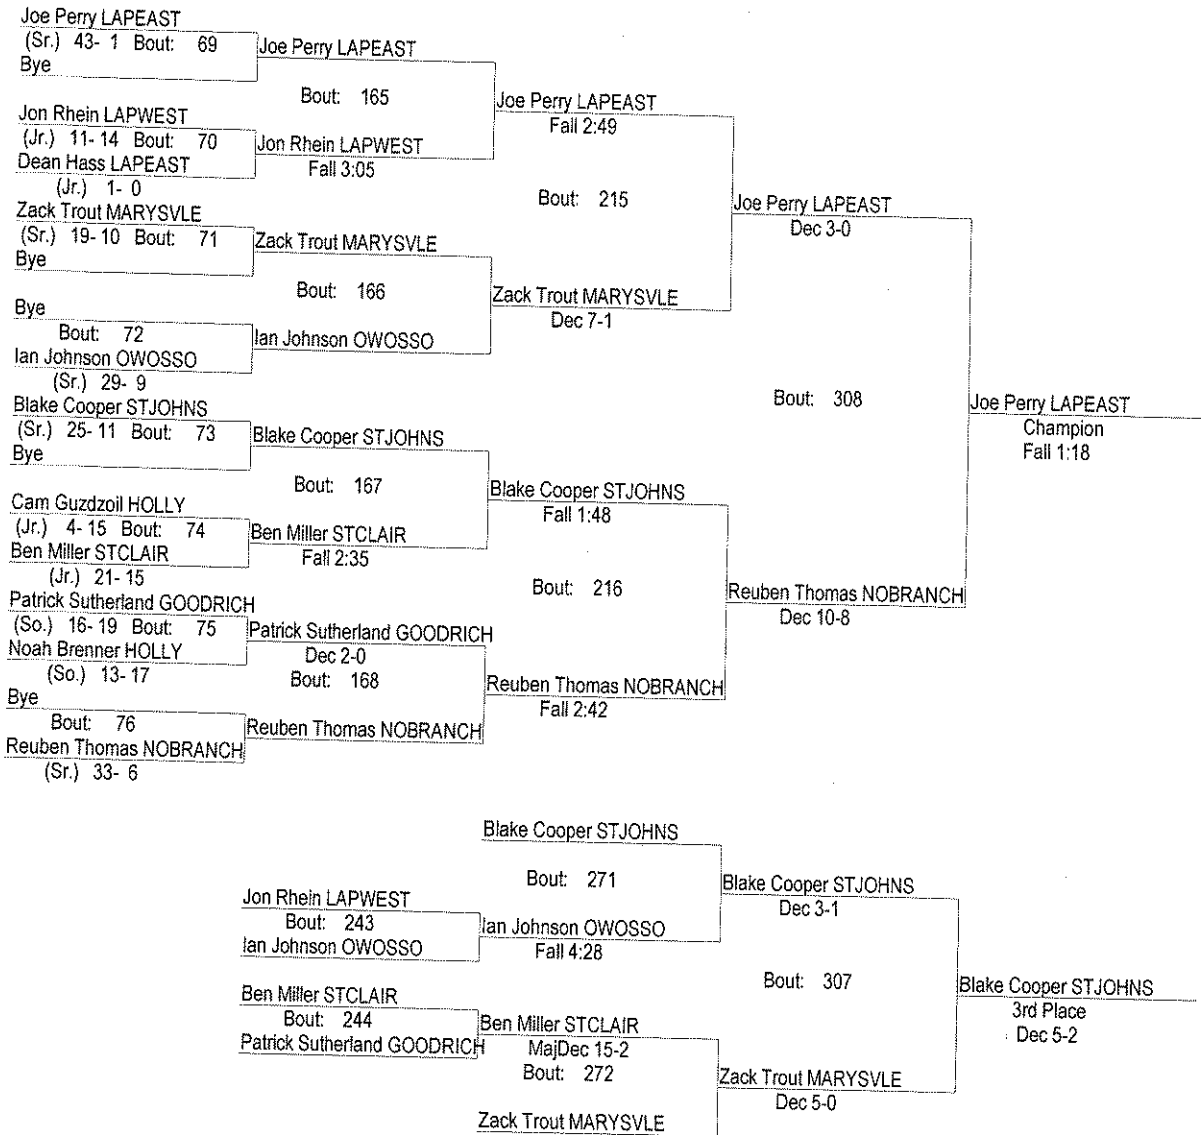 Joe Perry LAPEAST
(Sr.) 43- 1 Bout: 69
Bye
Joe Perry LAPEAST
Bout: 165
Jon Rhein LAPWEST
(Jr.) 11- 14 Bout: 70
Dean Hass LAPEAST
(Jr.) 1- 0
Jon Rhein LAPWEST
Fall 3:05
Joe Perry LAPEAST
Fall 2:49
Bout: 215
Zack Trout MARYSVLE
(Sr.) 19- 10 Bout: 71
Bye
Zack Trout MARYSVLE
Bout: 166
Bye
Bout: 72
Ian Johnson OWOSSO
(Sr.) 29- 9
Ian Johnson OWOSSO
Zack Trout MARYSVLE
Dec 7-1
Joe Perry LAPEAST
Dec 3-0
Bout: 308
Blake Cooper STJOHNS
(Sr.) 25- 11 Bout: 73
Bye
Blake Cooper STJOHNS
Bout: 167
Cam Guzdzoil HOLLY
(Jr.) 4- 15 Bout: 74
Ben Miller STCLAIR
(Jr.) 21- 15
Ben Miller STCLAIR
Fall 2:35
Blake Cooper STJOHNS
Fall 1:48
Bout: 216
Patrick Sutherland GOODRICH
(So.) 16- 19 Bout: 75
Noah Brenner HOLLY
(So.) 13- 17
Patrick Sutherland GOODRICH
Dec 2-0
Bout: 168
Bye
Bout: 76
Reuben Thomas NOBRANCH
(Sr.) 33- 6
Reuben Thomas NOBRANCH
Reuben Thomas NOBRANCH
Fall 2:42
Reuben Thomas NOBRANCH
Dec 10-8
Joe Perry LAPEAST
Champion
Fall 1:18
Blake Cooper STJOHNS
Bout: 271
Jon Rhein LAPWEST
Bout: 243
Ian Johnson OWOSSO
Ian Johnson OWOSSO
Fall 4:28
Blake Cooper STJOHNS
Dec 3-1
Bout: 307
Ben Miller STCLAIR
Bout: 244
Patrick Sutherland GOODRICH
Ben Miller STCLAIR
MajDec 15-2
Bout: 272
Zack Trout MARYSVLE
Zack Trout MARYSVLE
Dec 5-0
Blake Cooper STJOHNS
3rd Place
Dec 5-2